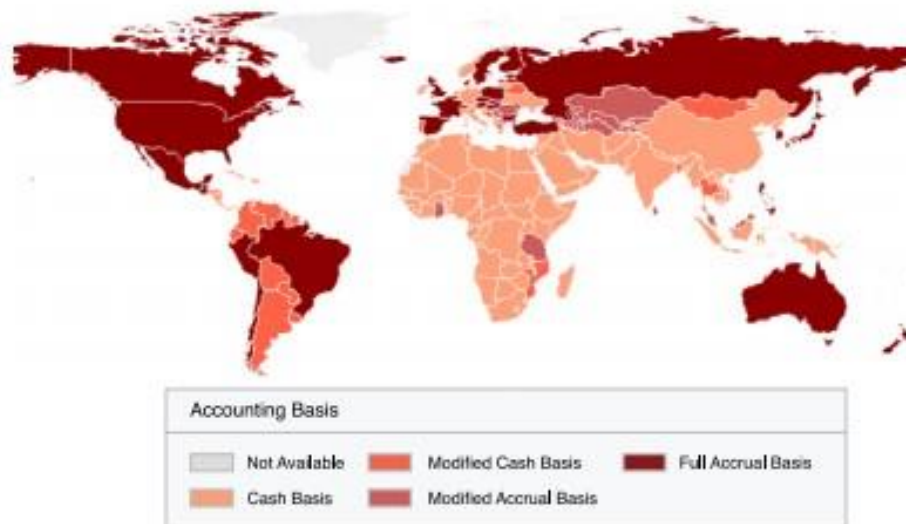 Accounting Basis
Not Available
Modified Cash Basis
Full Accrual Basis
Cash Basis
Modified Accrual Basis